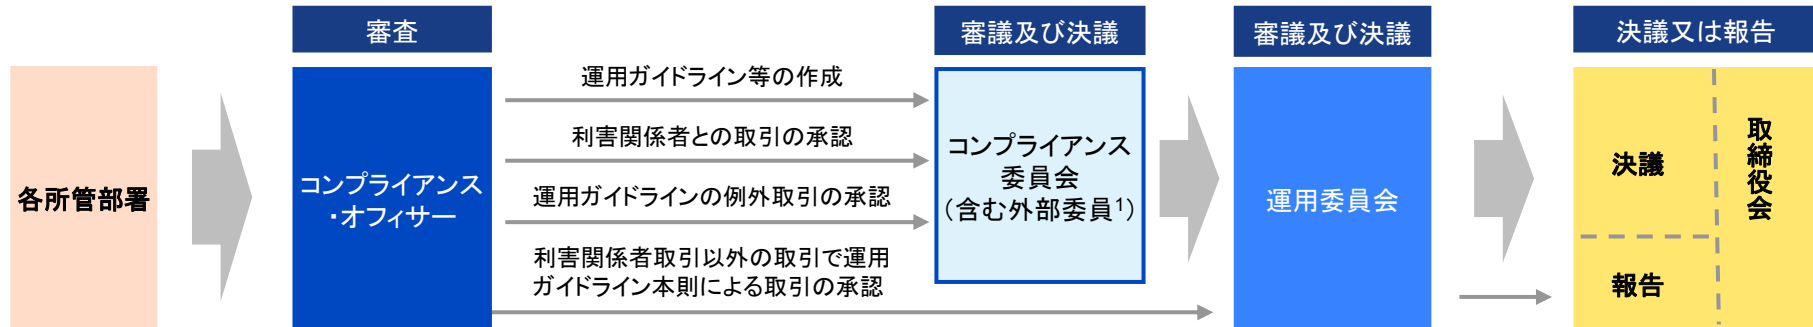 審査
審議及び決議
審議及び決議
決議又は報告
各所管部署
コンプライアンス
・オフィサー
運用ガイドライン等の作成
利害関係者との取引の承認
運用ガイドラインの例外取引の承認
利害関係者取引以外の取引で運用
ガイドライン本則による取引の承認
コンプライアンス
委員会
（含む外部委員1）
運用委員会
決議
報告
取締役会